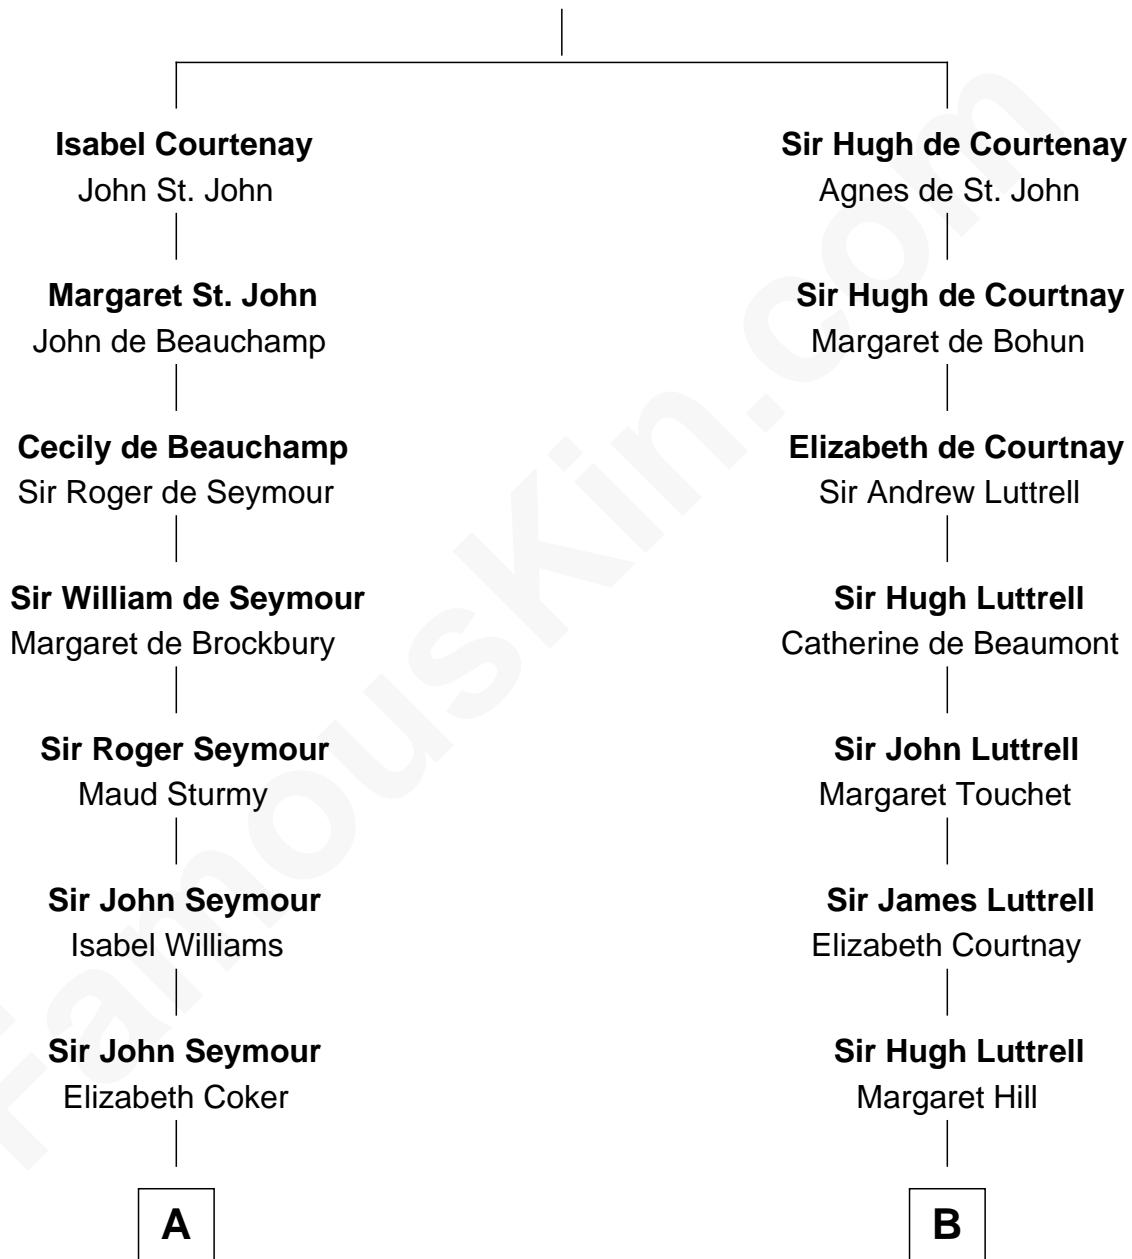 Isabel Courtenay
John St. John
Margaret St. John
John de Beauchamp
Cecily de Beauchamp
Sir Roger de Seymour
Sir William de Seymour
Margaret de Brockbury
Sir Roger Seymour
Maud Sturmy
Sir John Seymour
Isabel Williams
Sir John Seymour
Elizabeth Coker
A
Sir Hugh de Courtenay
Agnes de St. John
Sir Hugh de Courtnay
Margaret de Bohun
Elizabeth de Courtnay
Sir Andrew Luttrell
Sir Hugh Luttrell
Catherine de Beaumont
Sir John Luttrell
Margaret Touchet
Sir James Luttrell
Elizabeth Courtnay
Sir Hugh Luttrell
Margaret Hill
B
FamousKin.com